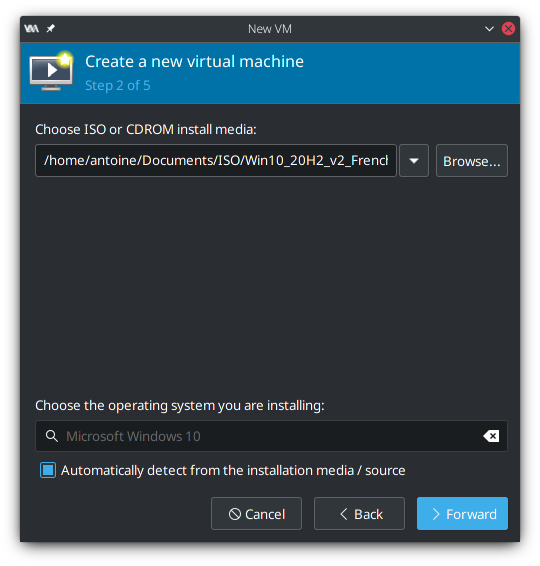 New VM
Create a new virtual machine
Step 2 of 5
Choose ISO or CDROM install media:
/home/antoine/Documents/ISO/Win10_20H2_v2_French
Browse...
Choose the operating system you are installing:
Microsoft Windows 10
Automatically detect from the installation media / source
Cancel
Back
Forward